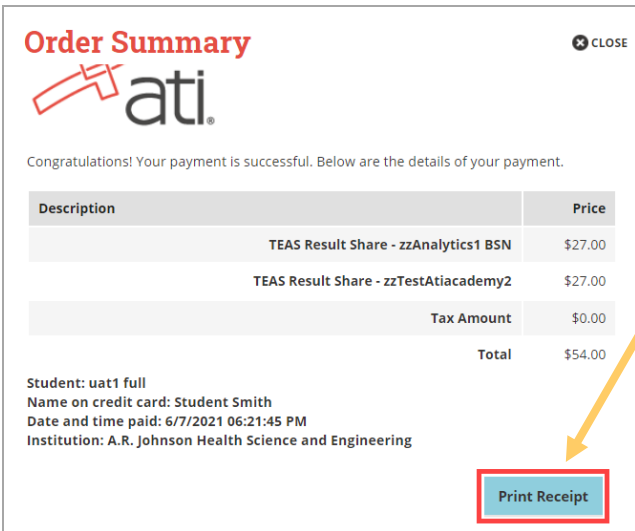 Order Summary
CLOSE
ati.
Congratulations! Your payment is successful. Below are the details of your payment.
Description Price
TEAS Result Share - zzAnalytics1 BSN $27.00
TEAS Result Share - zzTestAtiacademy2 $27.00
Tax Amount $0.00
Total $54.00
Student: uat1 full
Name on credit card: Student Smith
Date and time paid: 6/7/2021 06:21:45 PM
Institution: A.R. Johnson Health Science and Engineering
Print Receipt